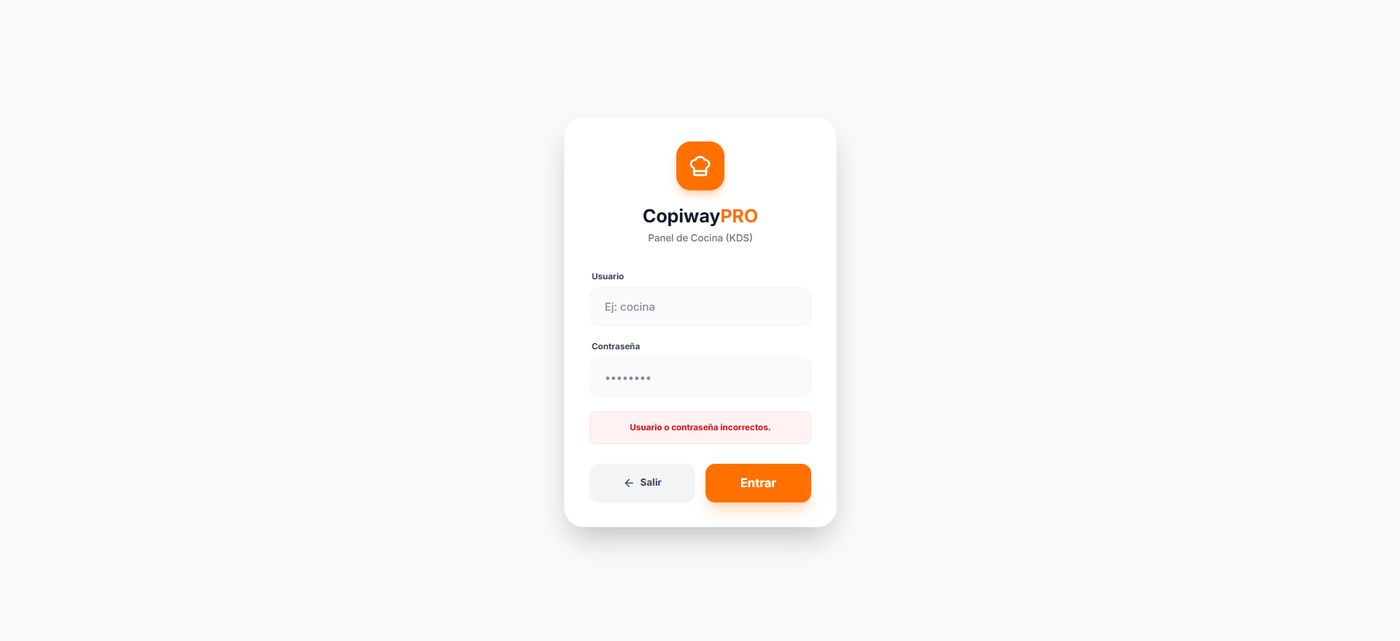 CopiwayPRO
Panel de Cocina (KDS)
Usuario
Ej: cocina
Contraseña
••••••••
Usuario o contraseña incorrectos.
← Salir
Entrar